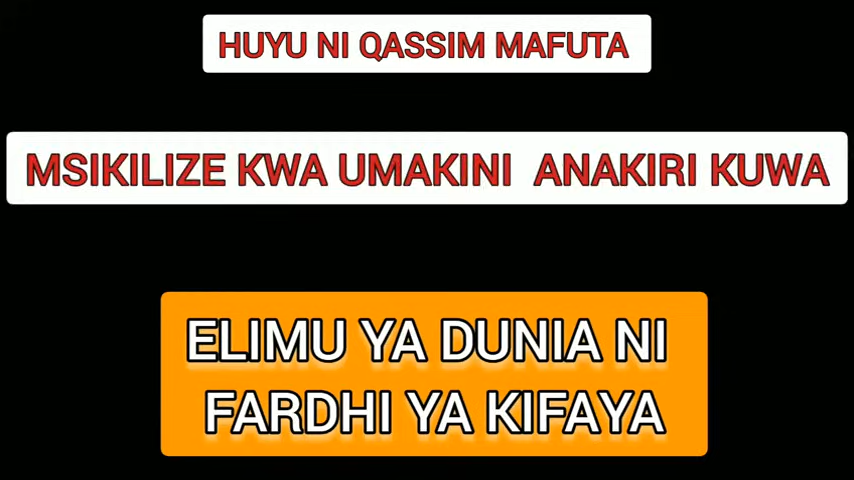 HUYU NI QASSIM MAFUTA
MSIKILIZE KWA UMAKINI ANAKIRI KUWA
ELIMU YA DUNIA NI
FARDHI YA KIFAYA